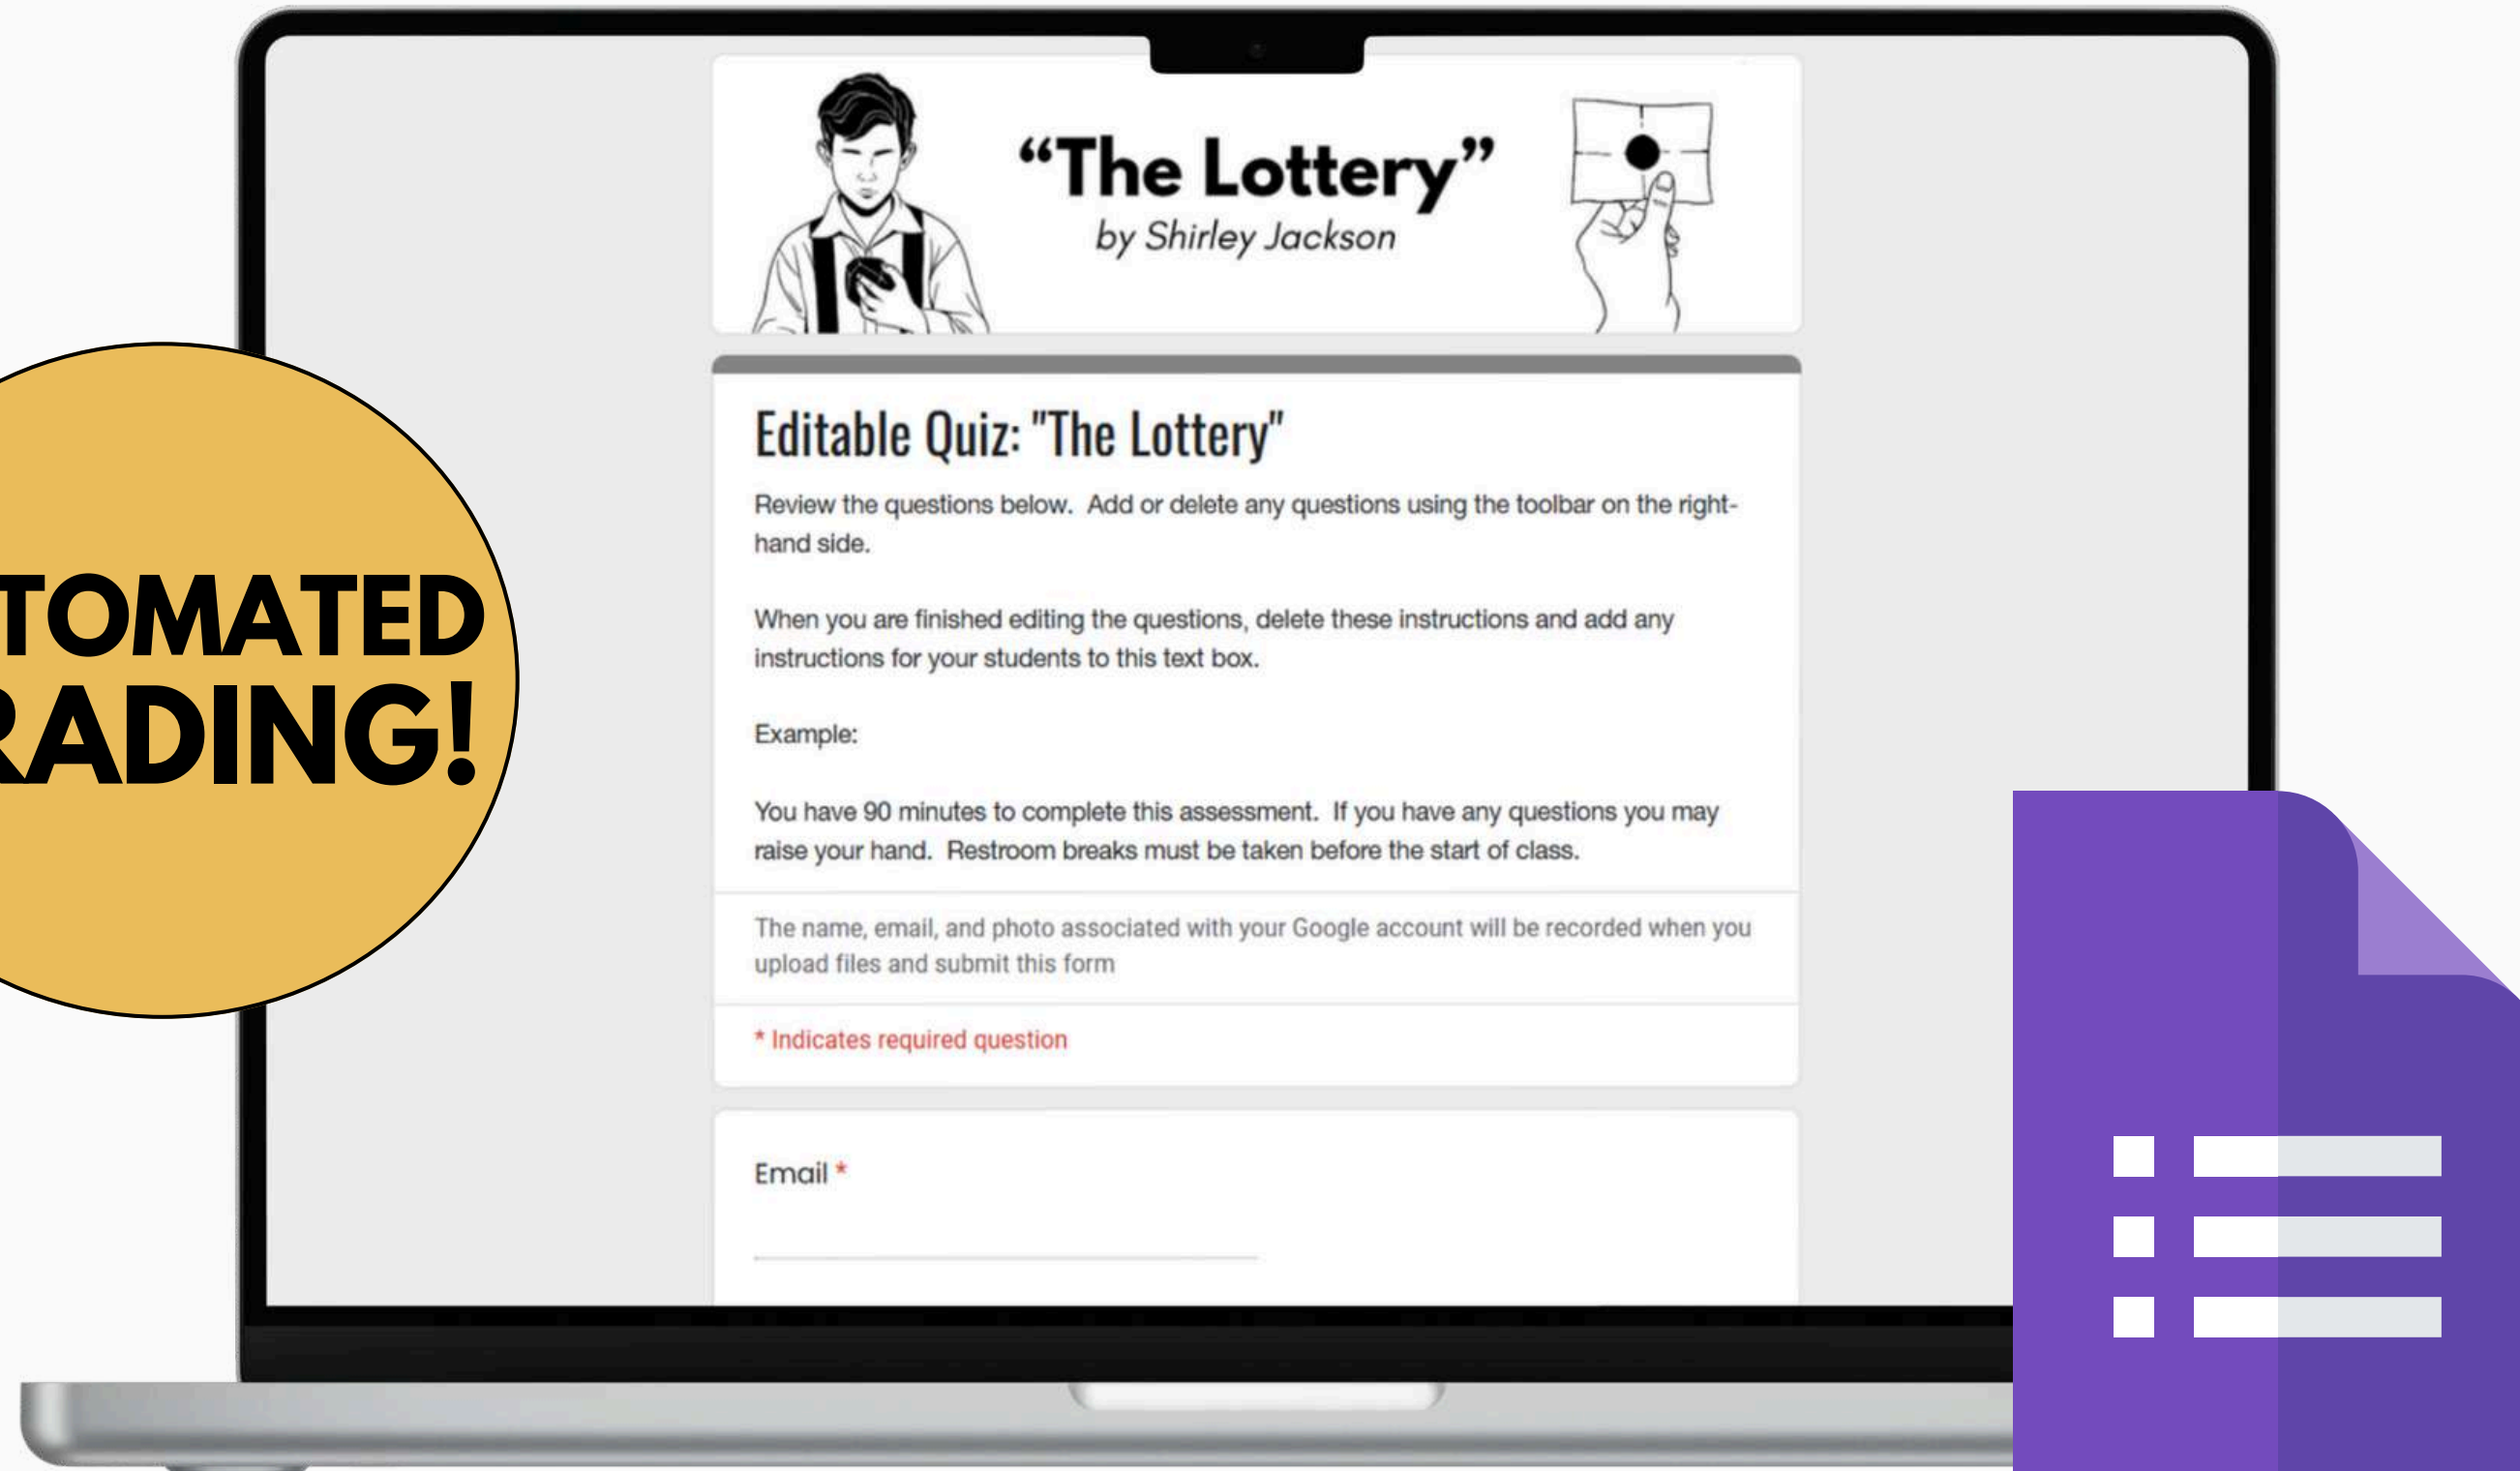 “The Lottery”
by Shirley Jackson
TOMATED
RADING!
Editable Quiz: "The Lottery"
Review the questions below. Add or delete any questions using the toolbar on the right-
hand side.
When you are finished editing the questions, delete these instructions and add any
instructions for your students to this text box.
Example:
You have 90 minutes to complete this assessment. If you have any questions you may
raise your hand. Restroom breaks must be taken before the start of class.
The name, email, and photo associated with your Google account will be recorded when you
upload files and submit this form
* Indicates required question
Email *